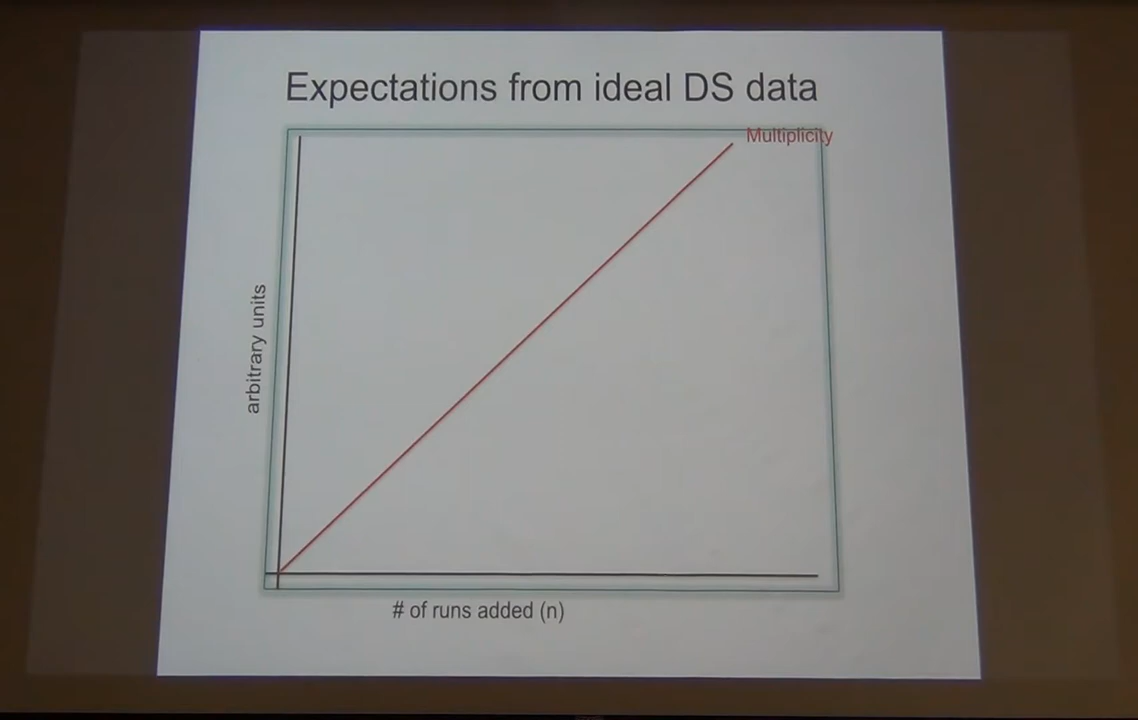 Expectations from ideal DS data
Multiplicity
arbitrary units
# of runs added (n)